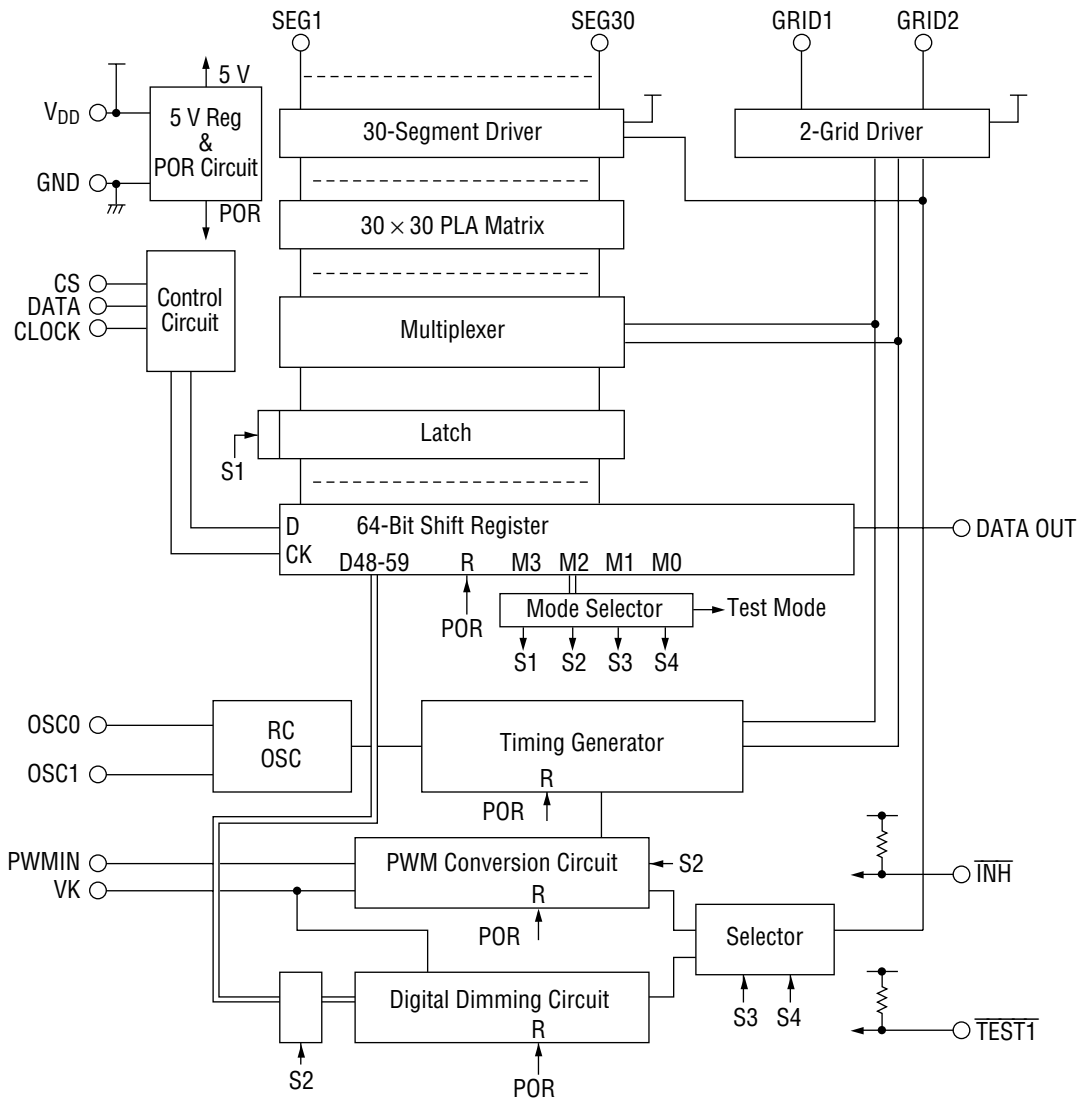 SEG1 SEG30 GRID1 GRID2
5 V
VDD
5 V Reg
&
POR Circuit
30-Segment Driver
2-Grid Driver
GND
POR
30 × 30 PLA Matrix
CS
DATA
CLOCK
Control
Circuit
Multiplexer
Latch
S1
D 64-Bit Shift Register
DATA OUT
CK
D48-59 R M3 M2 M1 M0
POR
Mode Selector
Test Mode
S1 S2 S3 S4
OSC0
OSC1
RC
OSC
Timing Generator
R
POR
PWMIN
VK
PWM Conversion Circuit
S2
R
POR
INH
Selector
S3 S4
Digital Dimming Circuit
R
POR
S2
TEST1